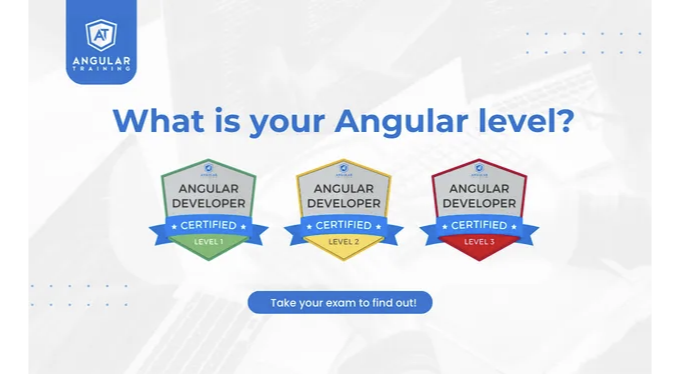 AT
ANGULAR
TRAINING
What is your Angular level?
ANGULAR
DEVELOPER
★ CERTIFIED ★
LEVEL 1
ANGULAR
DEVELOPER
★ CERTIFIED ★
LEVEL 2
ANGULAR
DEVELOPER
★ CERTIFIED ★
LEVEL 3
Take your exam to find out!